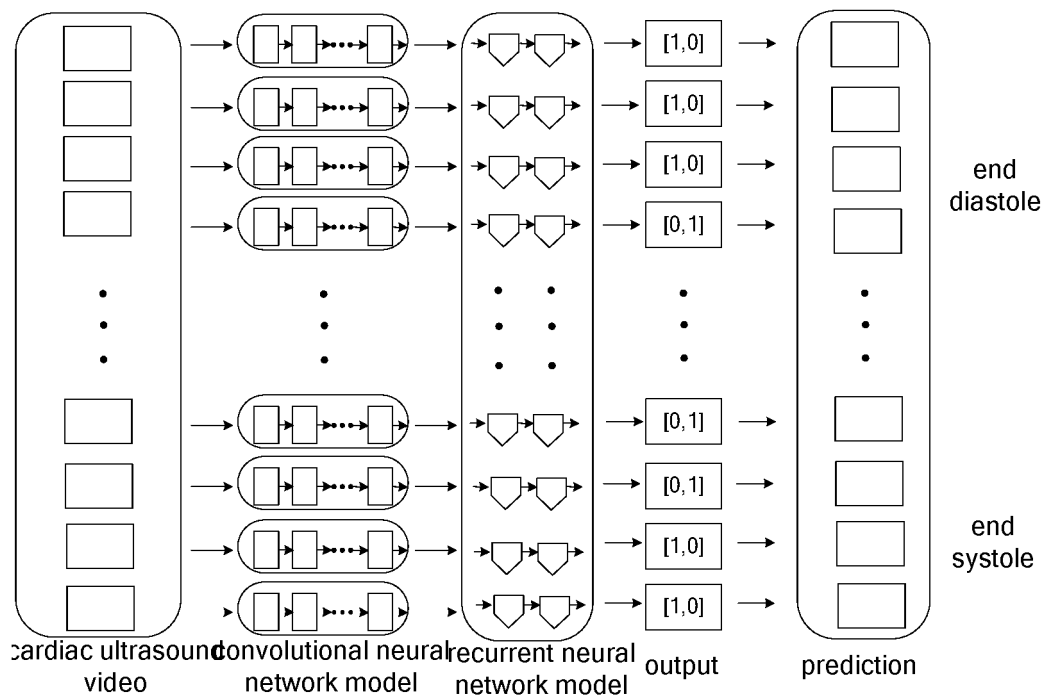 [1,0]
[1,0]
[1,0]
[0,1]
end
diastole
[0,1]
[0,1]
[1,0]
[1,0]
end
systole
cardiac ultrasound
video
convolutional neural
network model
recurrent neural
network model
output
prediction